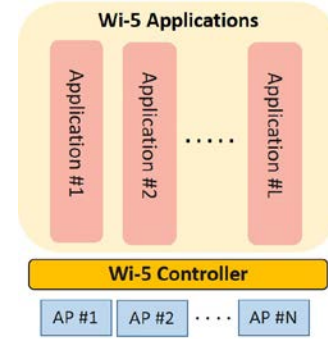 Wi-5 Applications
Application #1
Application #2
.....
Application #L
Wi-5 Controller
AP #1
AP #2
....
AP #N